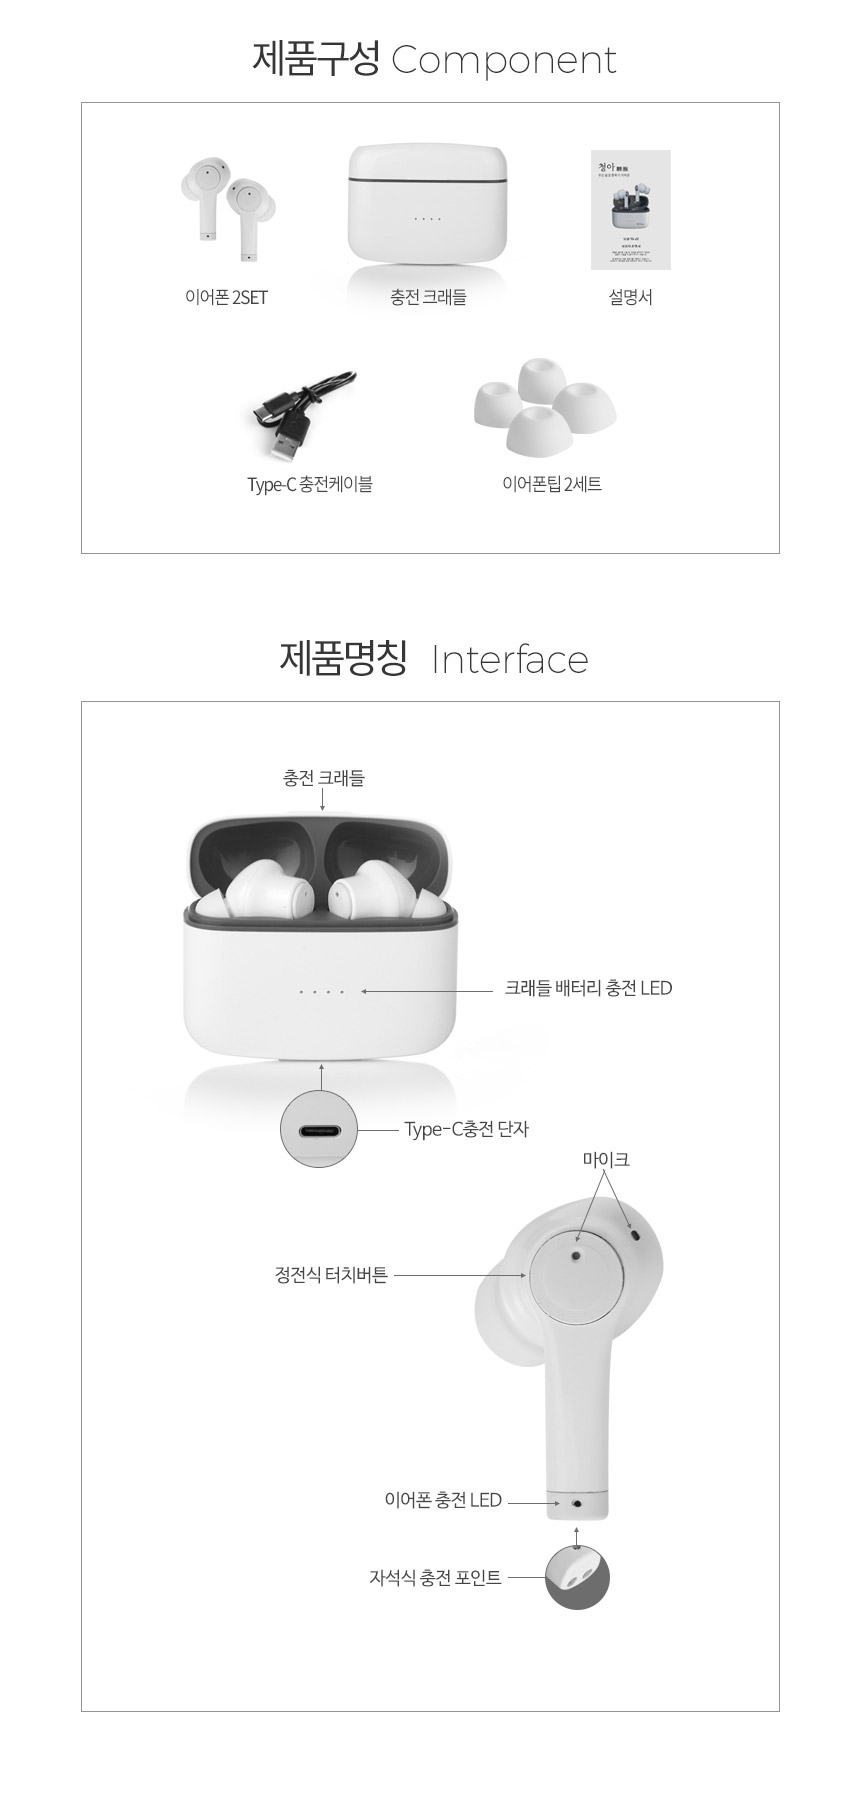 제품구성 Component
청아
이어폰 2SET
충전 크래들
설명서
Type-C 충전케이블
이어폰팁 2세트
제품명칭 Interface
충전 크래들
크래들 배터리 충전 LED
Type-C충전 단자
마이크
정전식 터치버튼
이어폰 충전 LED
자석식 충전 포인트